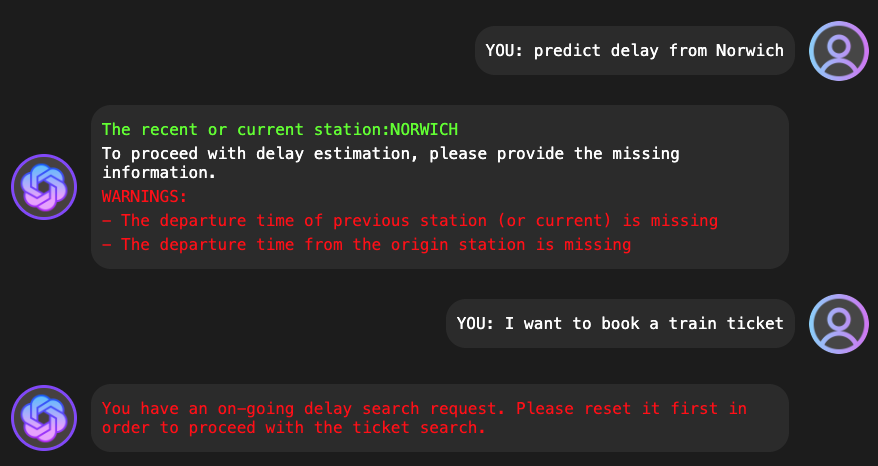 YOU: predict delay from Norwich
The recent or current station:NORWICH
To proceed with delay estimation, please provide the missing
information.
WARNINGS:
- The departure time of previous station (or current) is missing
- The departure time from the origin station is missing
YOU: I want to book a train ticket
You have an on-going delay search request. Please reset it first in
order to proceed with the ticket search.